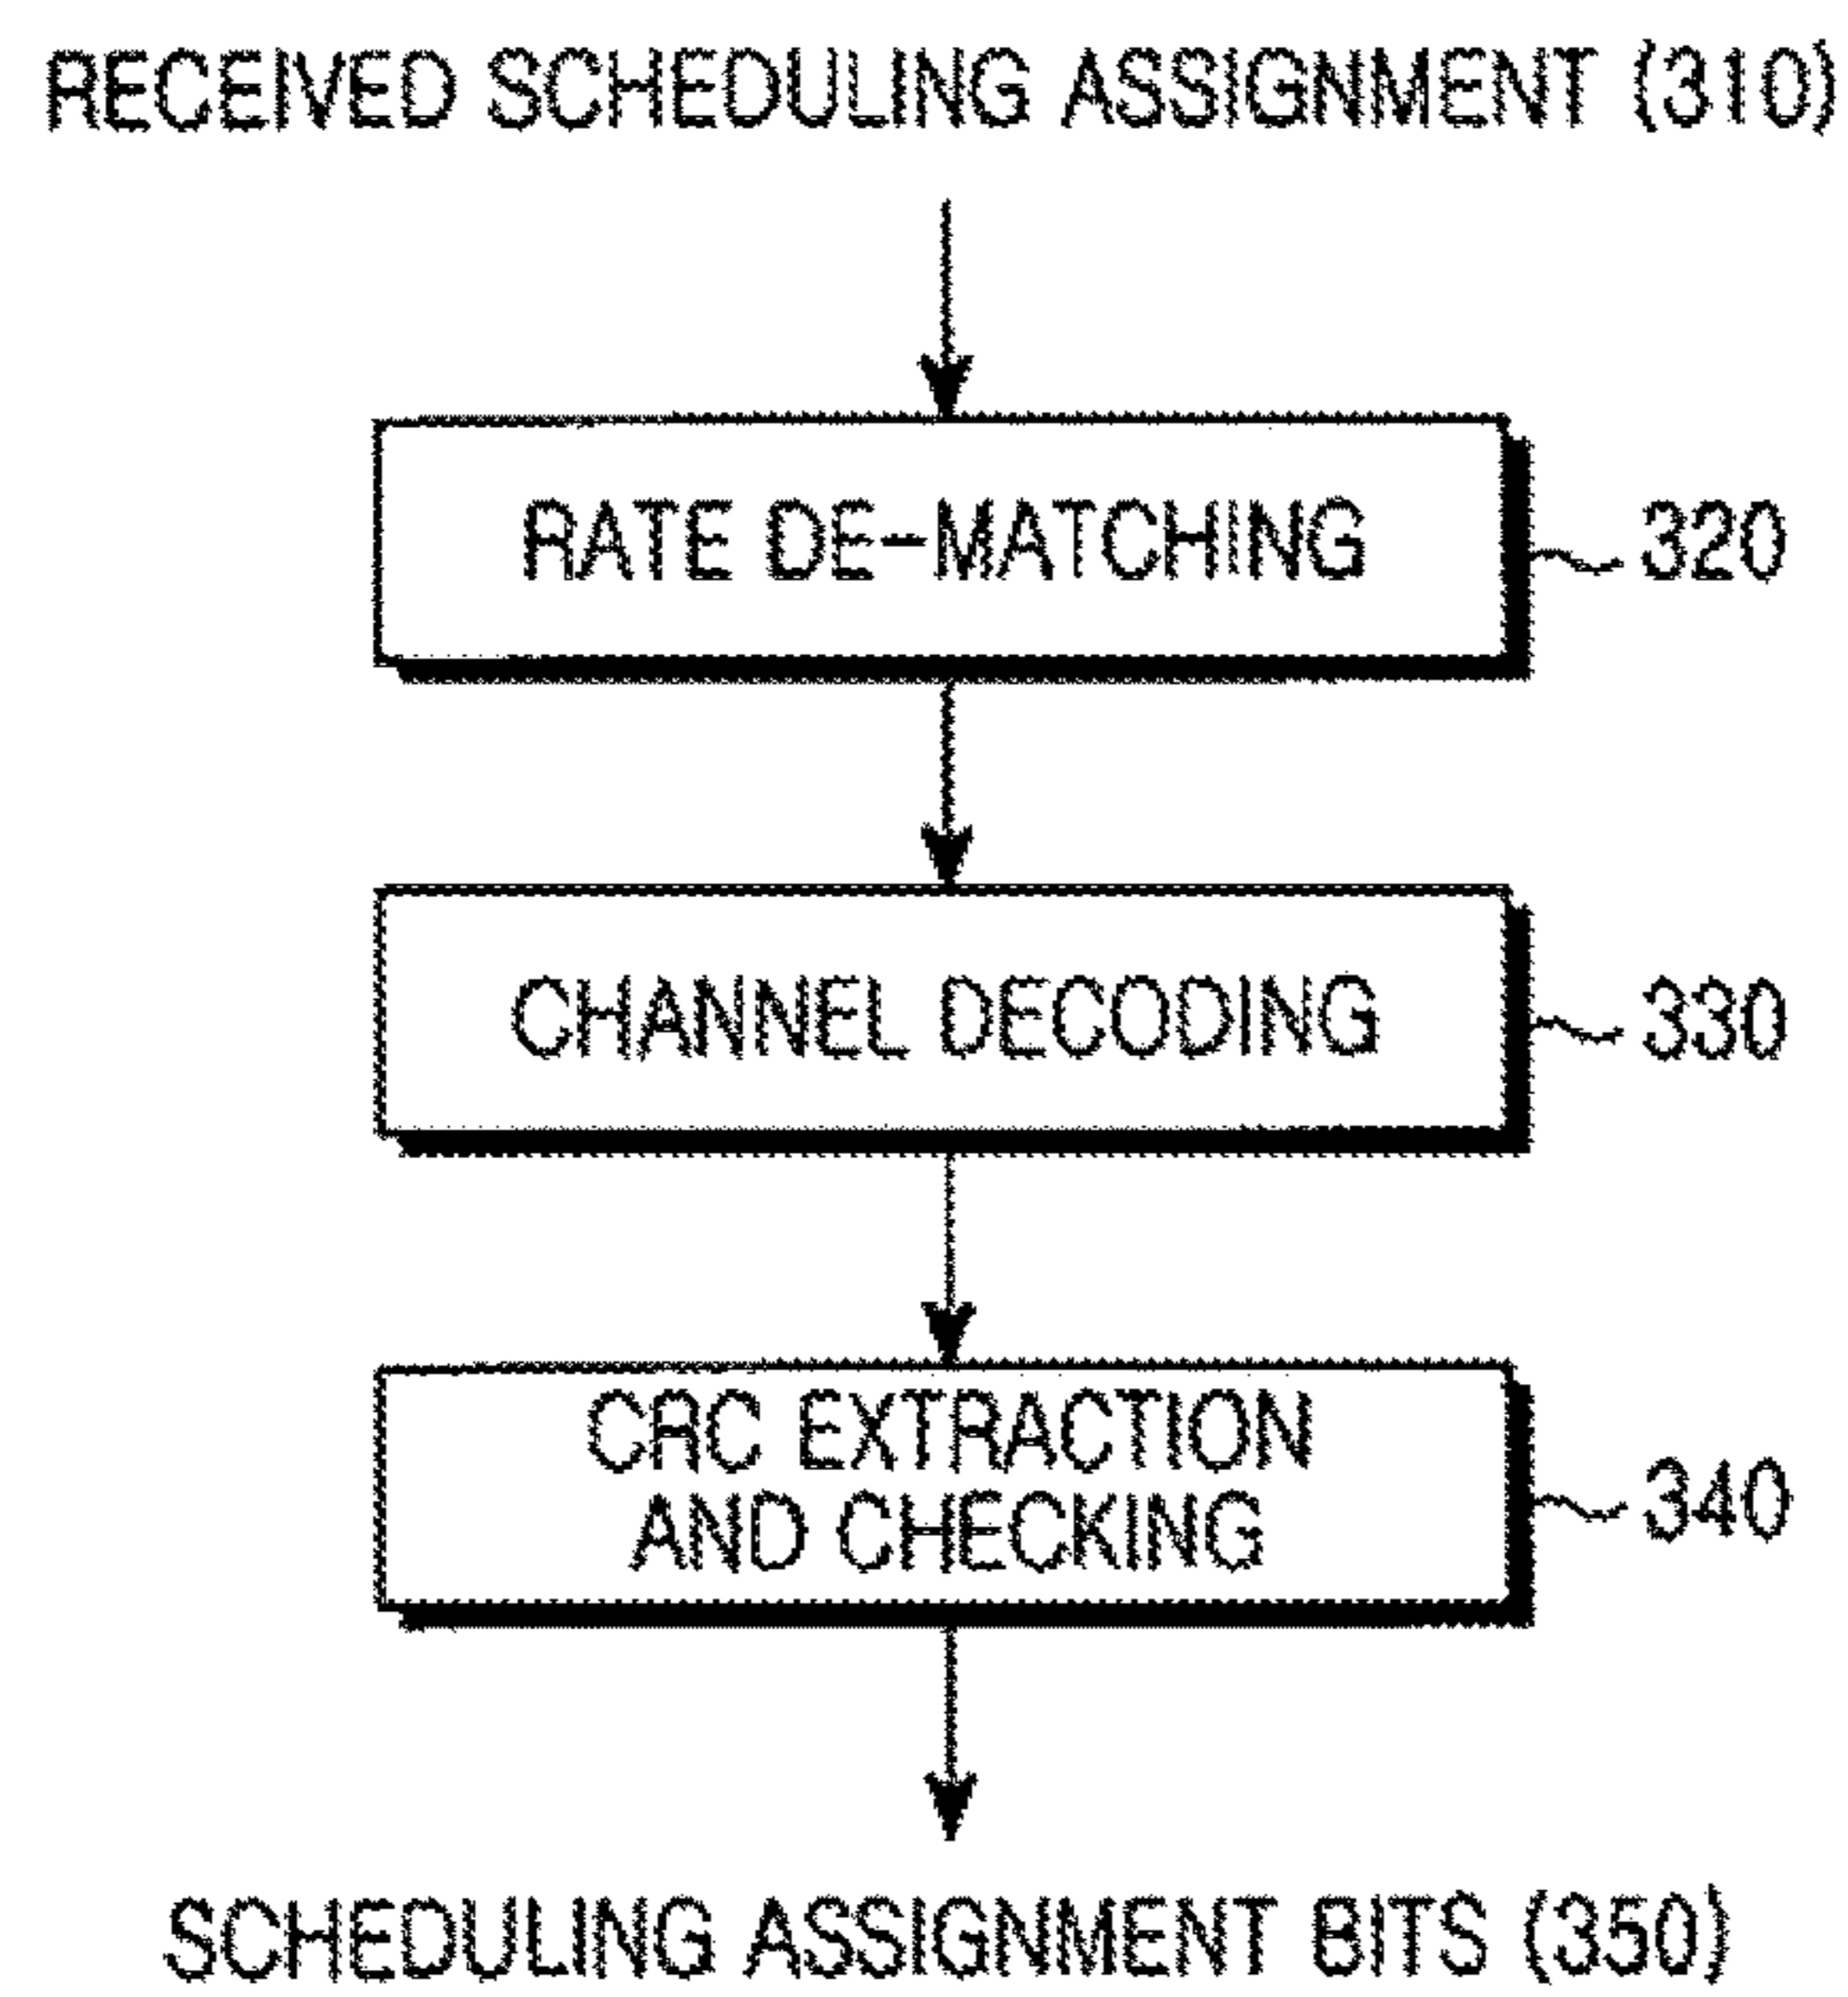 RECEIVED SCHEDULING ASSIGNMENT (310)
RATE DE-MATCHING
320
CHANNEL DECODING
330
CRC EXTRACTION
AND CHECKING
340
SCHEDULING ASSIGNMENT BITS (350)